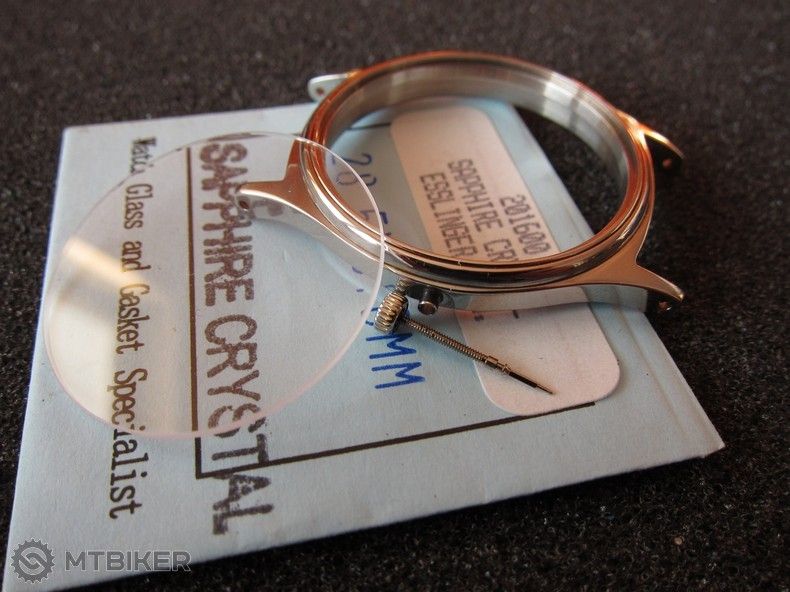 SAPPHIRE CRYSTAL
Watch Glass and Gasket Specialist
MM
201600
SAPPHIRE CR
ESSLINGER
MTBIKER